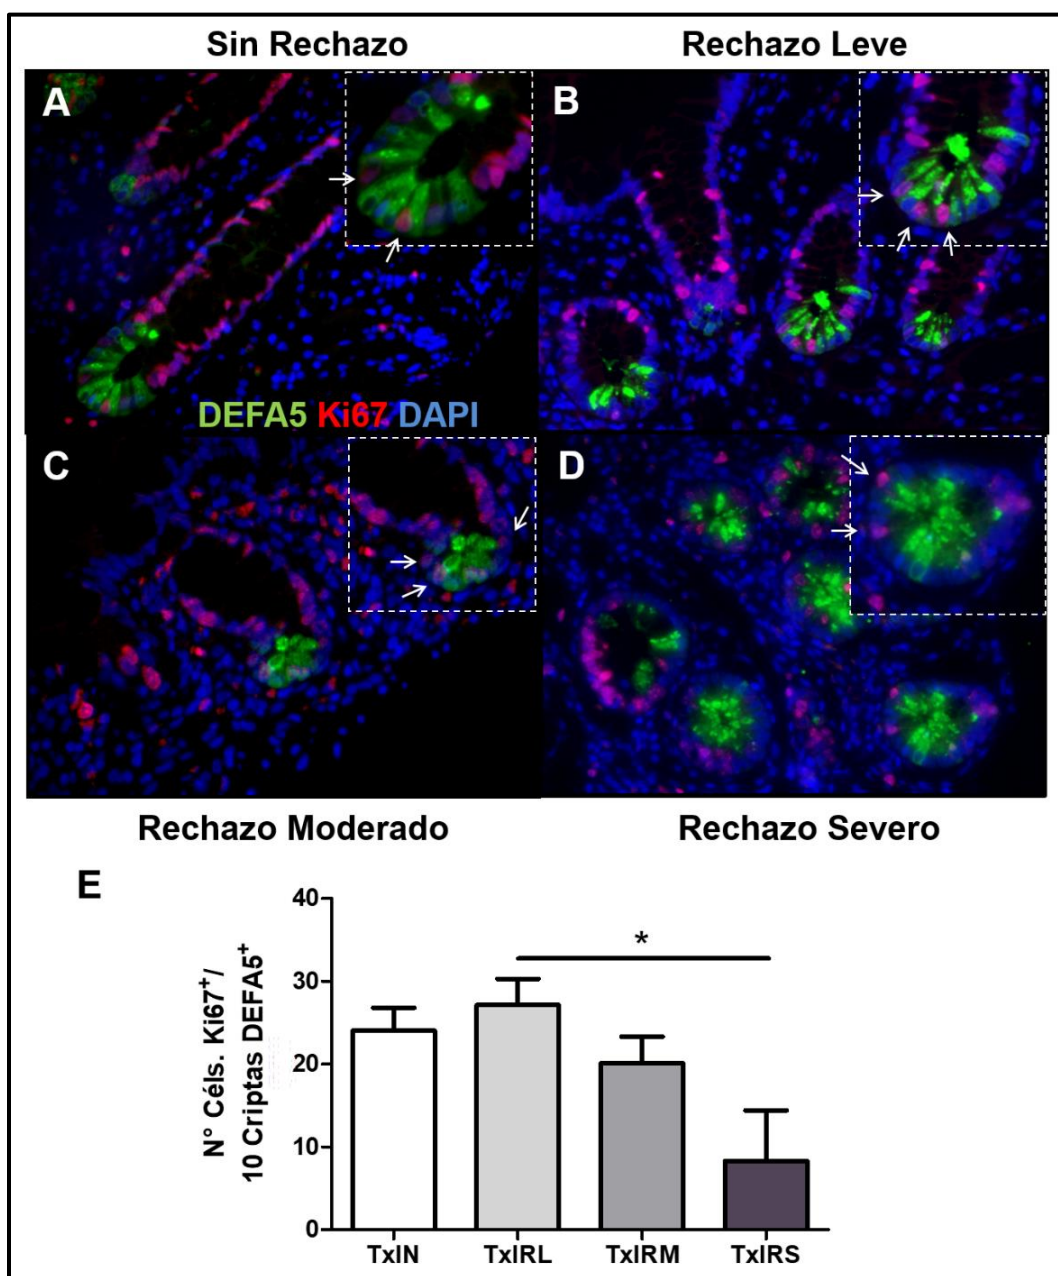 Sin Rechazo
Rechazo Leve
A
B
DEFA5 Ki67 DAPI
C
D
Rechazo Moderado
Rechazo Severo
E
N° Céls. Ki67⁺/
10 Criptas DEFA5⁺
40
30
20
10
0
*
TxIN
TxIRL
TxIRM
TxIRS